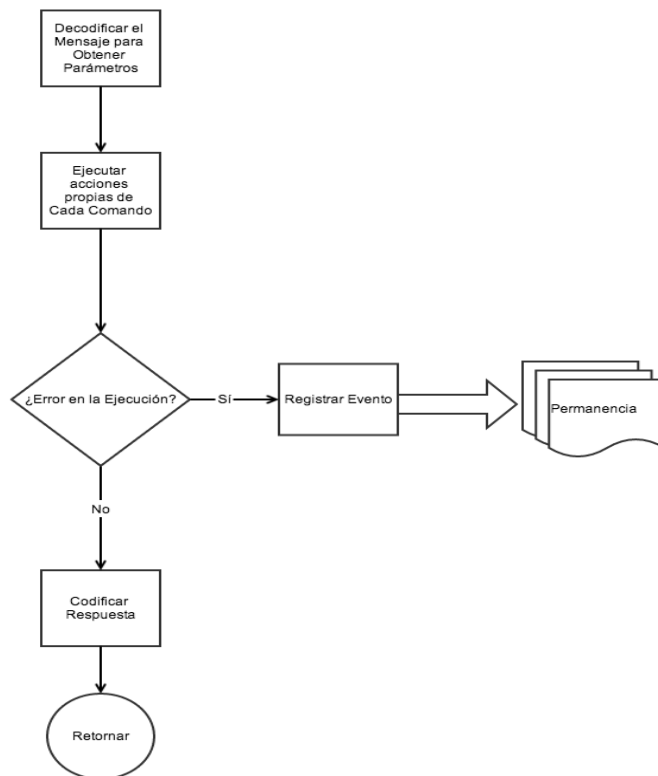 Decodificar el
Mensaje para
Obtener
Parámetros
Ejecutar
acciones
propias de
Cada Comando
¿Error en la Ejecución?
Sí
Registrar Evento
Permanencia
No
Codificar
Respuesta
Retornar